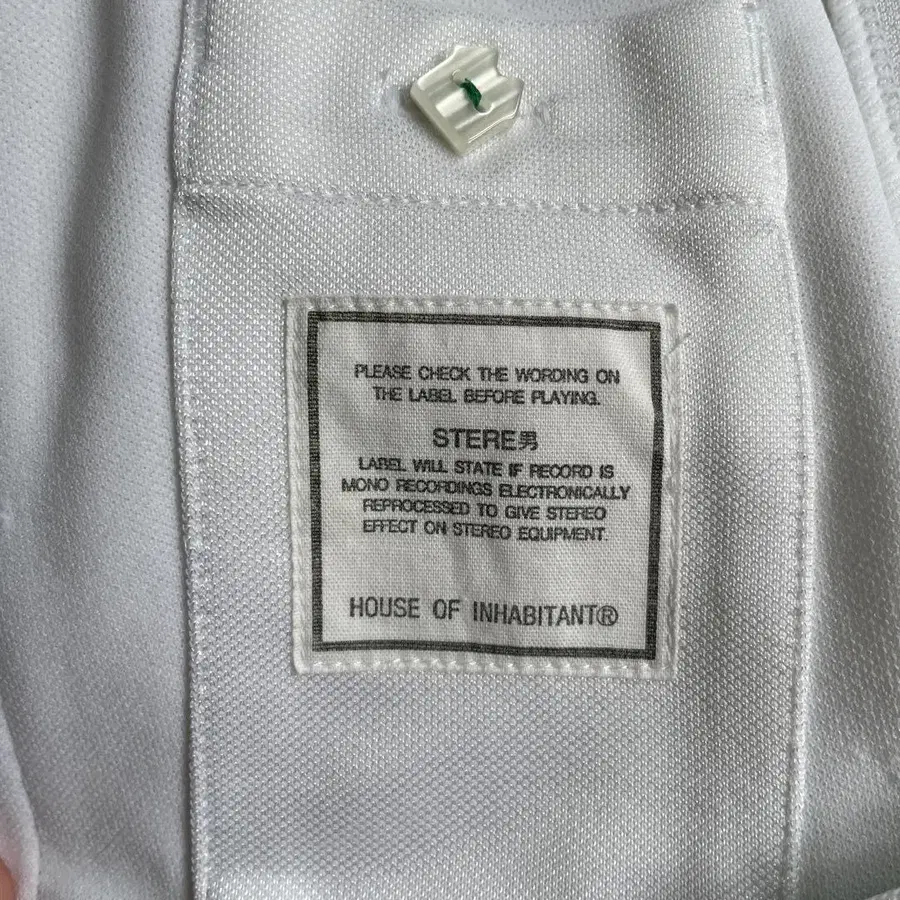 PLEASE CHECK THE WORDING ON
THE LABEL BEFORE PLAYING.
STERE男
LABEL WILL STATE IF RECORD IS
MONO RECORDINGS ELECTRONICALLY
REPROCESSED TO GIVE STEREO
EFFECT ON STEREO EQUIPMENT.
HOUSE OF INHABITANT®